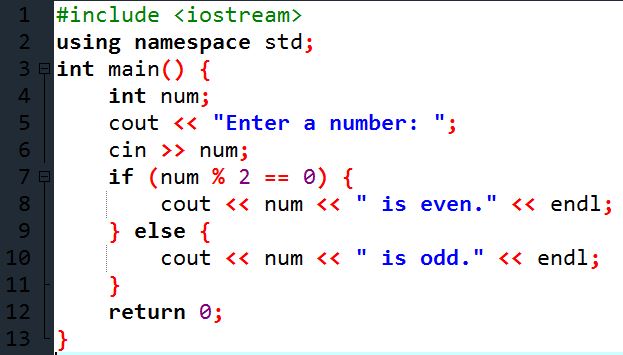 1 #include <iostream>
2 using namespace std;
3 int main() {
4     int num;
5     cout << "Enter a number: ";
6     cin >> num;
7     if (num % 2 == 0) {
8         cout << num << " is even." << endl;
9     } else {
10         cout << num << " is odd." << endl;
11     }
12     return 0;
13 }